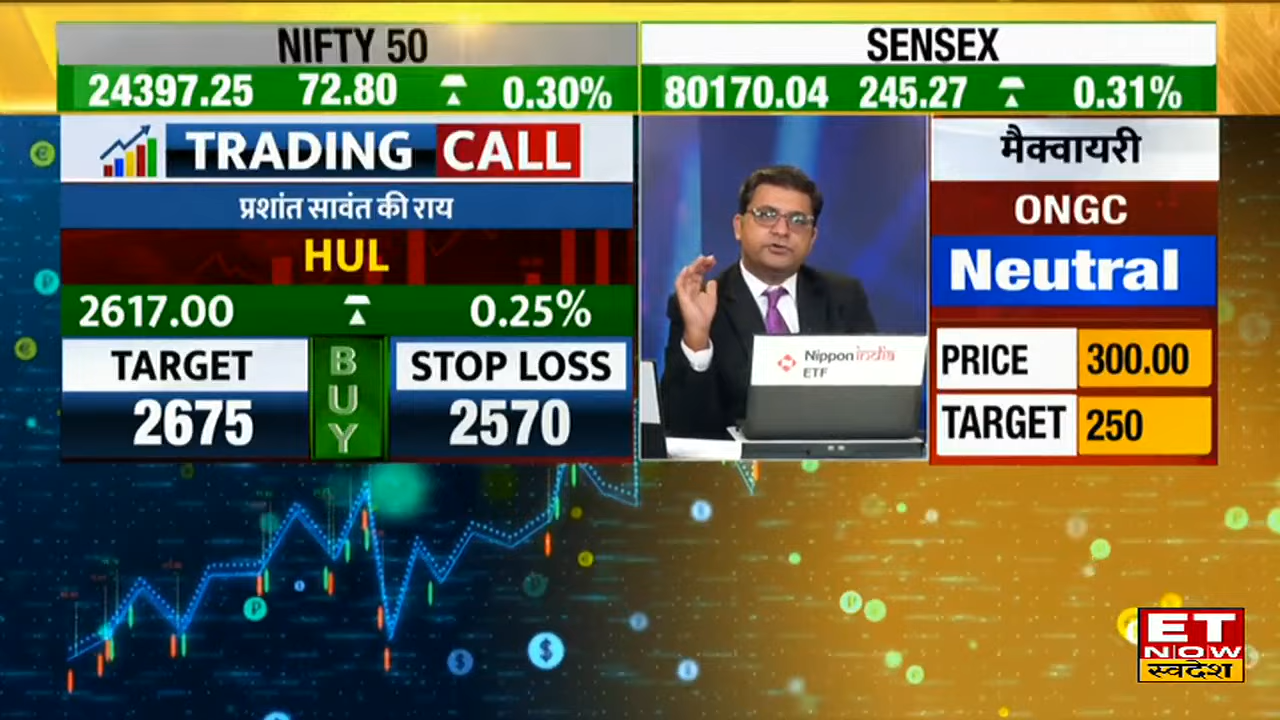 NIFTY 50
24397.25 72.80 0.30%
SENSEX
80170.04 245.27 0.31%
TRADING CALL
प्रशांत सावंत की राय
HUL
2617.00 0.25%
TARGET
2675
BUY
STOP LOSS
2570
Nippon india
ETF
मैक्वायरी
ONGC
Neutral
PRICE 300.00
TARGET 250
ET
NOW
स्वदेश